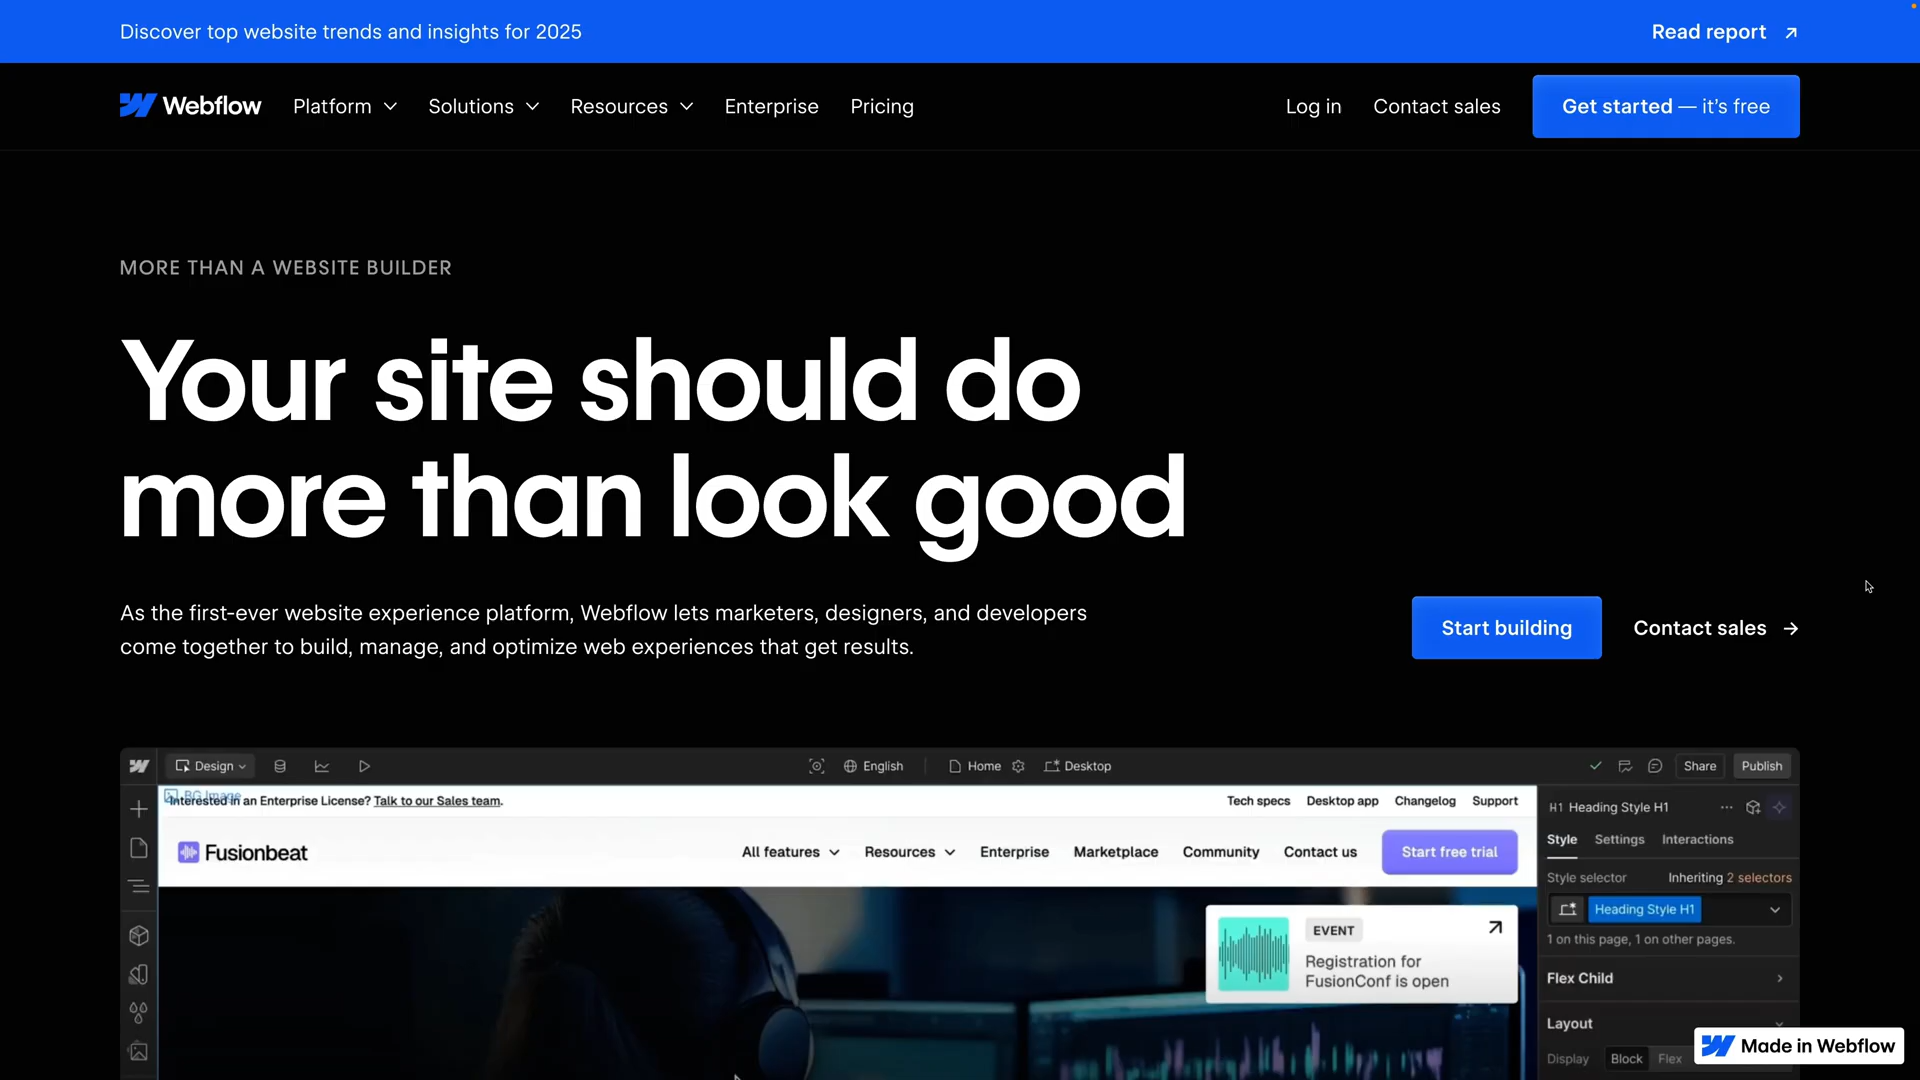 Discover top website trends and insights for 2025
Read report
Webflow
Platform
Solutions
Resources
Enterprise
Pricing
Log in
Contact sales
Get started — it's free
MORE THAN A WEBSITE BUILDER
Your site should do
more than look good
As the first-ever website experience platform, Webflow lets marketers, designers, and developers
come together to build, manage, and optimize web experiences that get results.
Start building
Contact sales
Design
English
Home
Desktop
Share
Publish
BG Image
Interested in an Enterprise License? Talk to our Sales team.
Tech specs
Desktop app
Changelog
Support
Fusionbeat
All features
Resources
Enterprise
Marketplace
Community
Contact us
Start free trial
EVENT
Registration for
FusionConf is open
H1 Heading Style H1
Style
Settings
Interactions
Style selector
Inheriting 2 selectors
Heading Style H1
1 on this page, 1 on other pages.
Flex Child
Layout
Display
Block
Flex
Made in Webflow